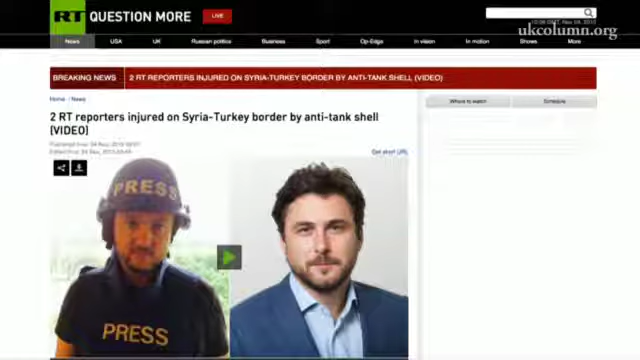 RT QUESTION MORE LIVE
ukcolumn.org
News USA UK Russian politics Business Sport Op-Edge In vision In motion Shows More
BREAKING NEWS 2 RT REPORTERS INJURED ON SYRIA-TURKEY BORDER BY ANTI-TANK SHELL (VIDEO)
Home News
Where to watch Schedule
2 RT reporters injured on Syria-Turkey border by anti-tank shell
(VIDEO)
Get short URL
PRESS
PRESS